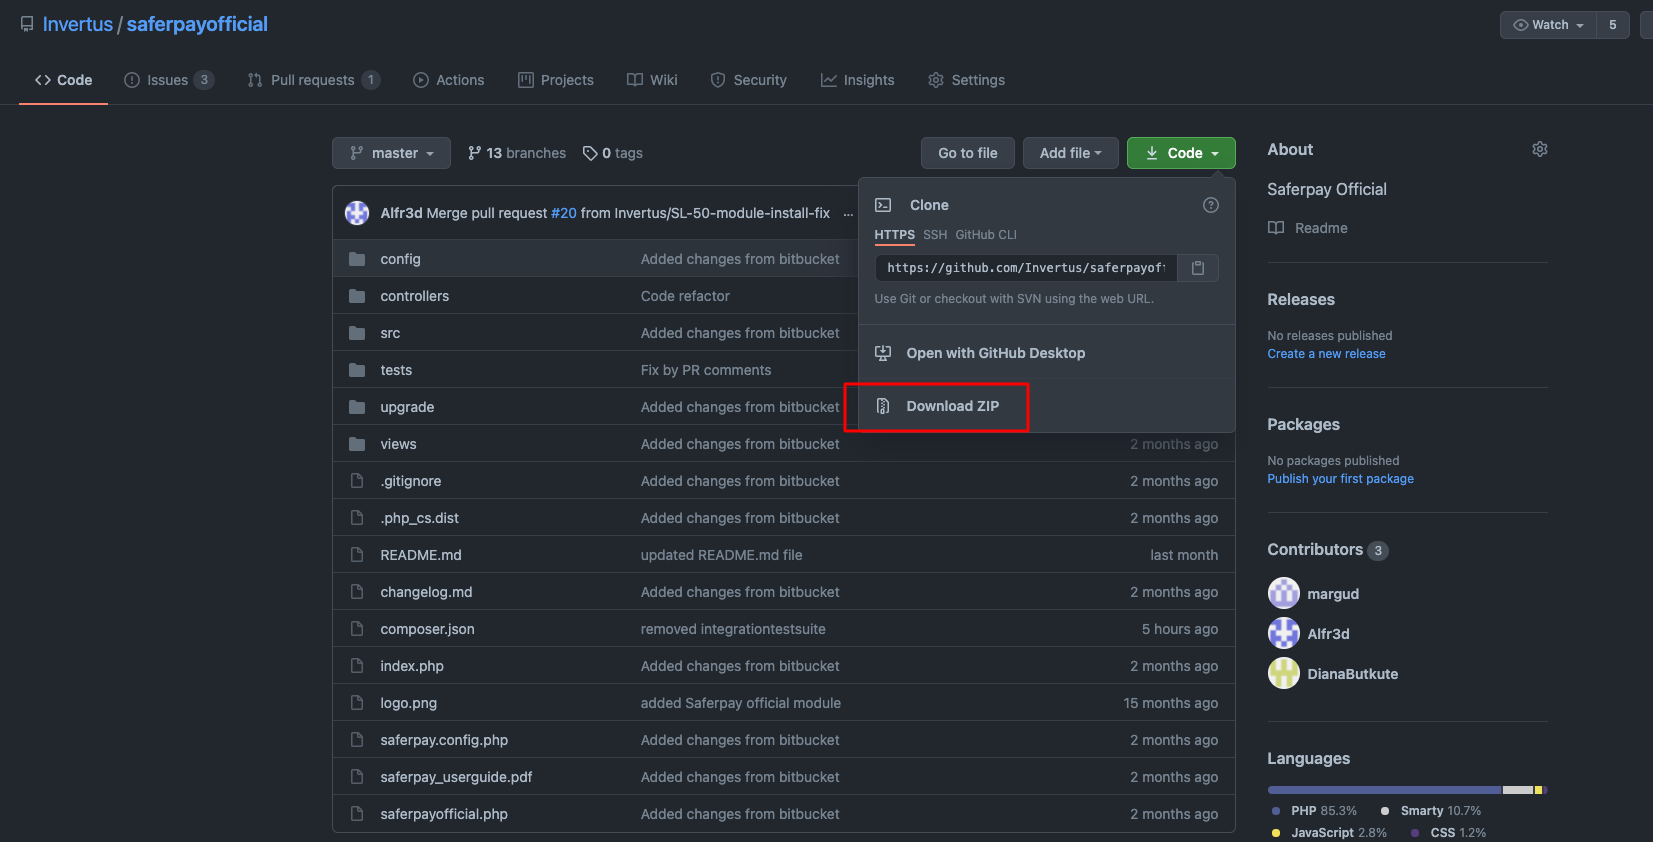 Invertus / saferpayofficial
Watch 5
Code Issues 3 Pull requests 1 Actions Projects Wiki Security Insights Settings
master 13 branches 0 tags Go to file Add file Code
Alfr3d Merge pull request #20 from Invertus/SL-50-module-install-fix ...
config Added changes from bitbucket
controllers Code refactor
src Added changes from bitbucket
tests Fix by PR comments
upgrade Added changes from bitbucket
views Added changes from bitbucket 2 months ago
.gitignore Added changes from bitbucket 2 months ago
.php_cs.dist Added changes from bitbucket 2 months ago
README.md updated README.md file last month
changelog.md Added changes from bitbucket 2 months ago
composer.json removed integrationtestsuite 5 hours ago
index.php Added changes from bitbucket 2 months ago
logo.png added Saferpay official module 15 months ago
saferpay.config.php Added changes from bitbucket 2 months ago
saferpay_userguide.pdf Added changes from bitbucket 2 months ago
saferpayofficial.php Added changes from bitbucket 2 months ago
Clone
HTTPS SSH GitHub CLI
https://github.com/Invertus/saferpayof
Use Git or checkout with SVN using the web URL.
Open with GitHub Desktop
Download ZIP
About
Saferpay Official
Readme
Releases
No releases published
Create a new release
Packages
No packages published
Publish your first package
Contributors 3
margud
Alfr3d
DianaButkute
Languages
PHP 85.3% Smarty 10.7%
JavaScript 2.8% CSS 1.2%